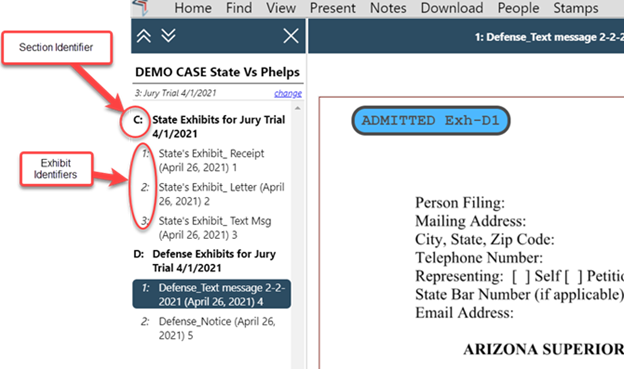 Home Find View Present Notes Download People Stamps
Section Identifier
1: Defense_Text message 2-2-2
DEMO CASE State Vs Phelps
3: Jury Trial 4/1/2021 change
C: State Exhibits for Jury Trial
4/1/2021
ADMITTED Exh-D1
Exhibit
Identifiers
1: State's Exhibit_ Receipt
(April 26, 2021) 1
2: State's Exhibit_ Letter (April
26, 2021) 2
3: State's Exhibit_ Text Msg
(April 26, 2021) 3
D: Defense Exhibits for Jury
Trial 4/1/2021
1: Defense_Text message 2-2-
2021 (April 26, 2021) 4
2: Defense_Notice (April 26,
2021) 5
Person Filing:
Mailing Address:
City, State, Zip Code:
Telephone Number:
Representing: [ ] Self [ ] Petitio
State Bar Number (if applicable)
Email Address:
ARIZONA SUPERIOR